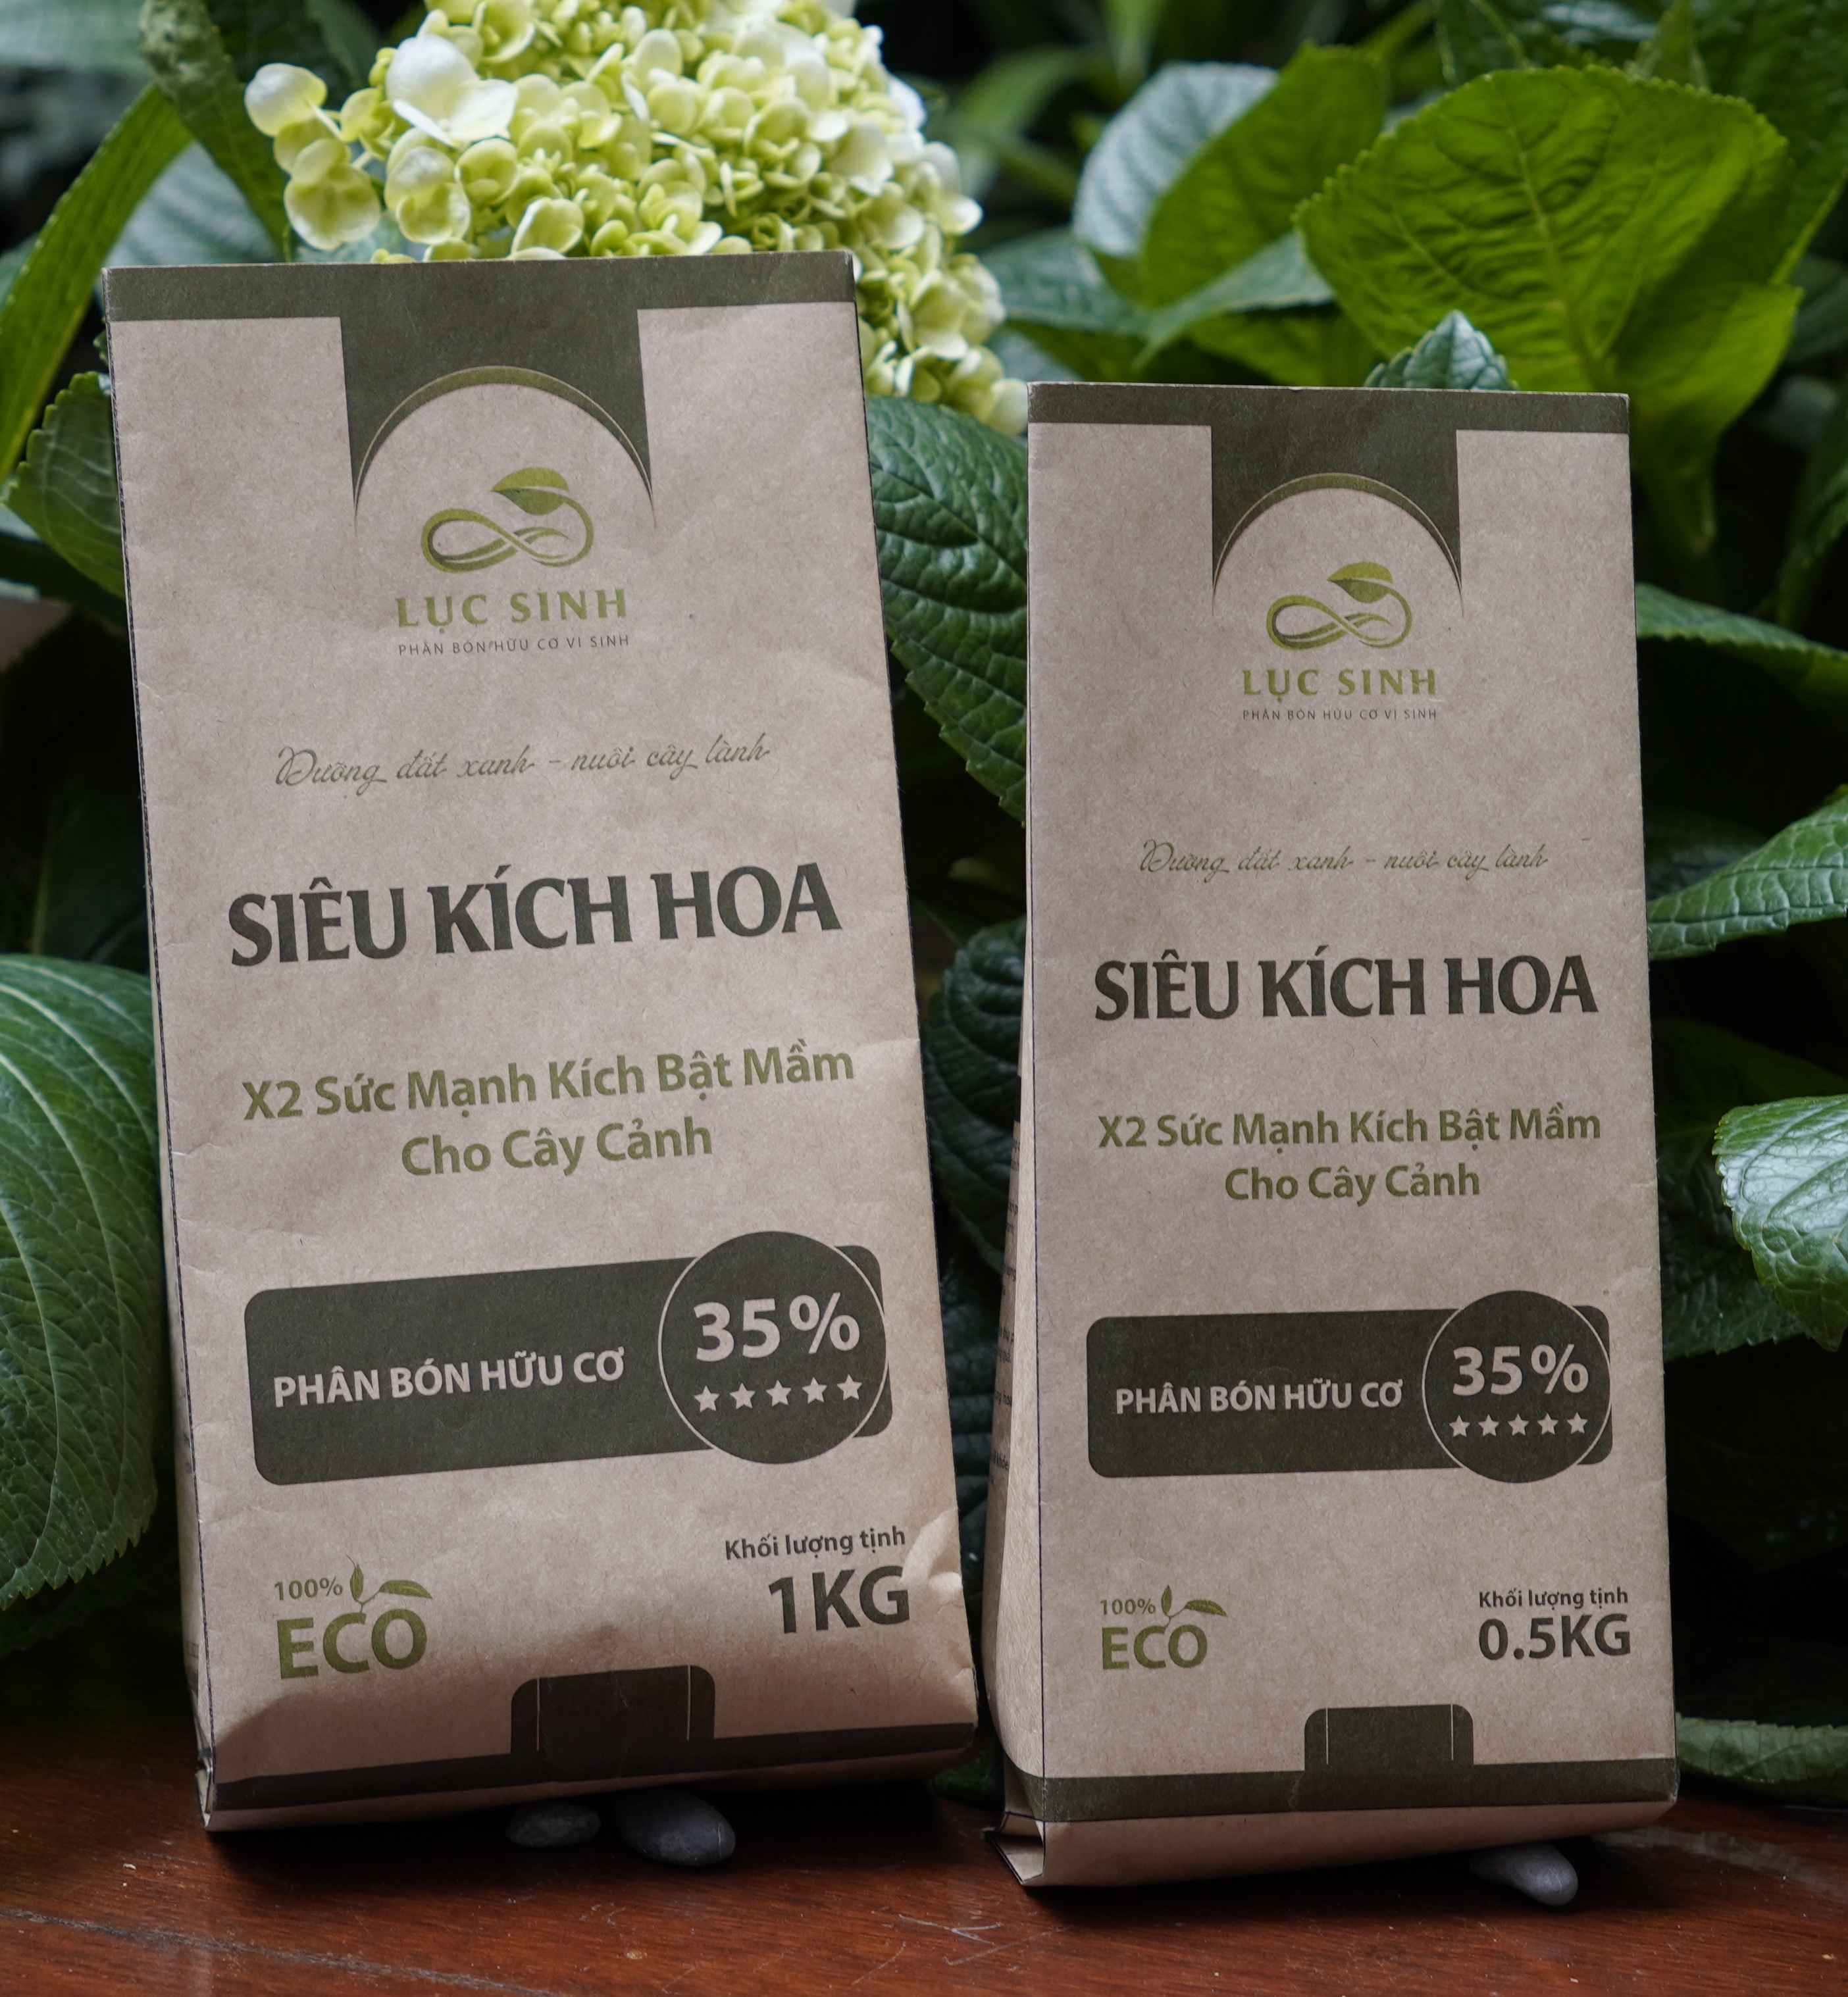 LỤC SINH
PHÂN BÓN HỮU CƠ VI SINH
Dưỡng đất xanh - nuôi cây lành
SIÊU KÍCH HOA
X2 Sức Mạnh Kích Bật Mầm
Cho Cây Cảnh
PHÂN BÓN HỮU CƠ
35%
100%
ECO
Khối lượng tịnh
1KG
LỤC SINH
PHÂN BÓN HỮU CƠ VI SINH
Dưỡng đất xanh - nuôi cây lành
SIÊU KÍCH HOA
X2 Sức Mạnh Kích Bật Mầm
Cho Cây Cảnh
PHÂN BÓN HỮU CƠ
35%
100%
ECO
Khối lượng tịnh
0.5KG